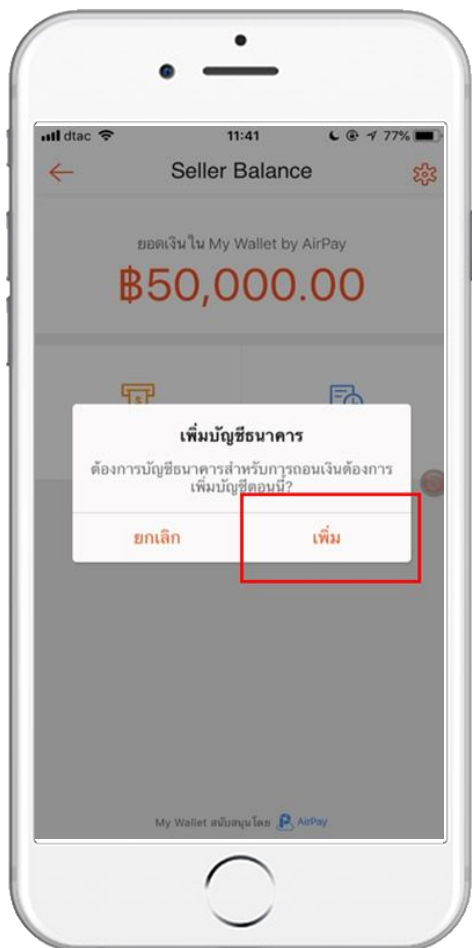 dtac 11:41 77%
Seller Balance
ยอดเงินใน My Wallet by AirPay
฿50,000.00
เพิ่มบัญชีธนาคาร
ต้องการบัญชีธนาคารสำหรับการถอนเงินต้องการ
เพิ่มบัญชีตอนนี้?
ยกเลิก เพิ่ม
My Wallet สนับสนุนโดย AirPay